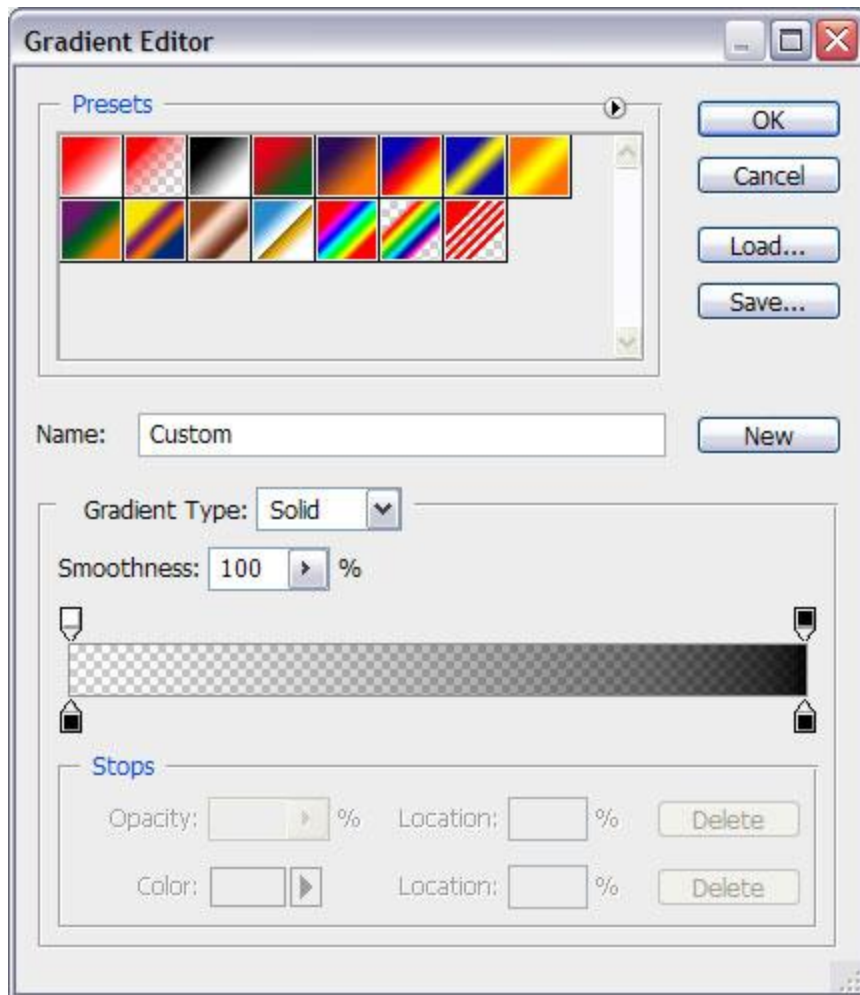 Gradient Editor
Presets
OK
Cancel
Load...
Save...
Name: Custom
New
Gradient Type: Solid
Smoothness: 100 %
Stops
Opacity: % Location: % Delete
Color: Location: % Delete